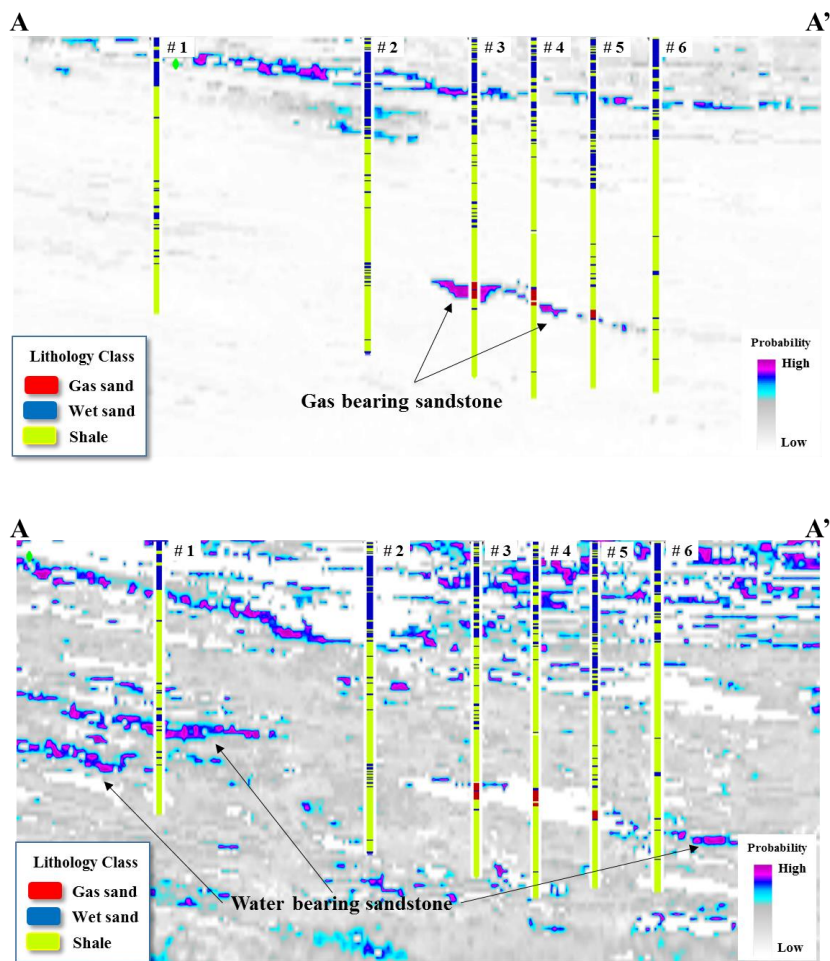 A
A'
# 1
# 2
# 3
# 4
# 5
# 6
Lithology Class
Gas sand
Wet sand
Shale
Gas bearing sandstone
Probability
High
Low
A
A'
# 1
# 2
# 3
# 4
# 5
# 6
Lithology Class
Gas sand
Wet sand
Shale
Water bearing sandstone
Probability
High
Low